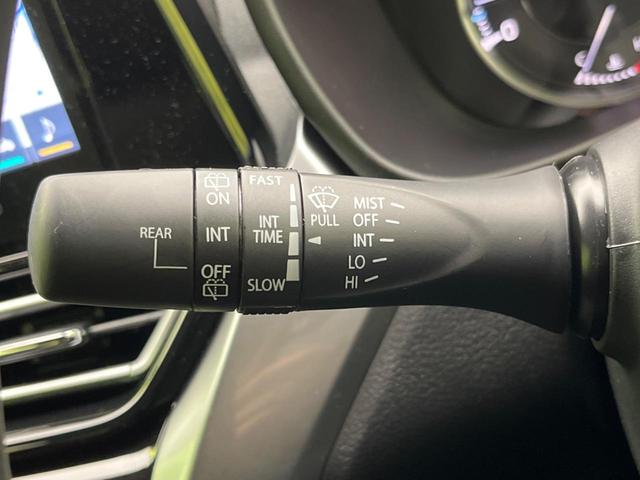 REAR
ON
INT
OFF
FAST
INT
TIME
SLOW
PULL
MIST
OFF
INT
LO
HI